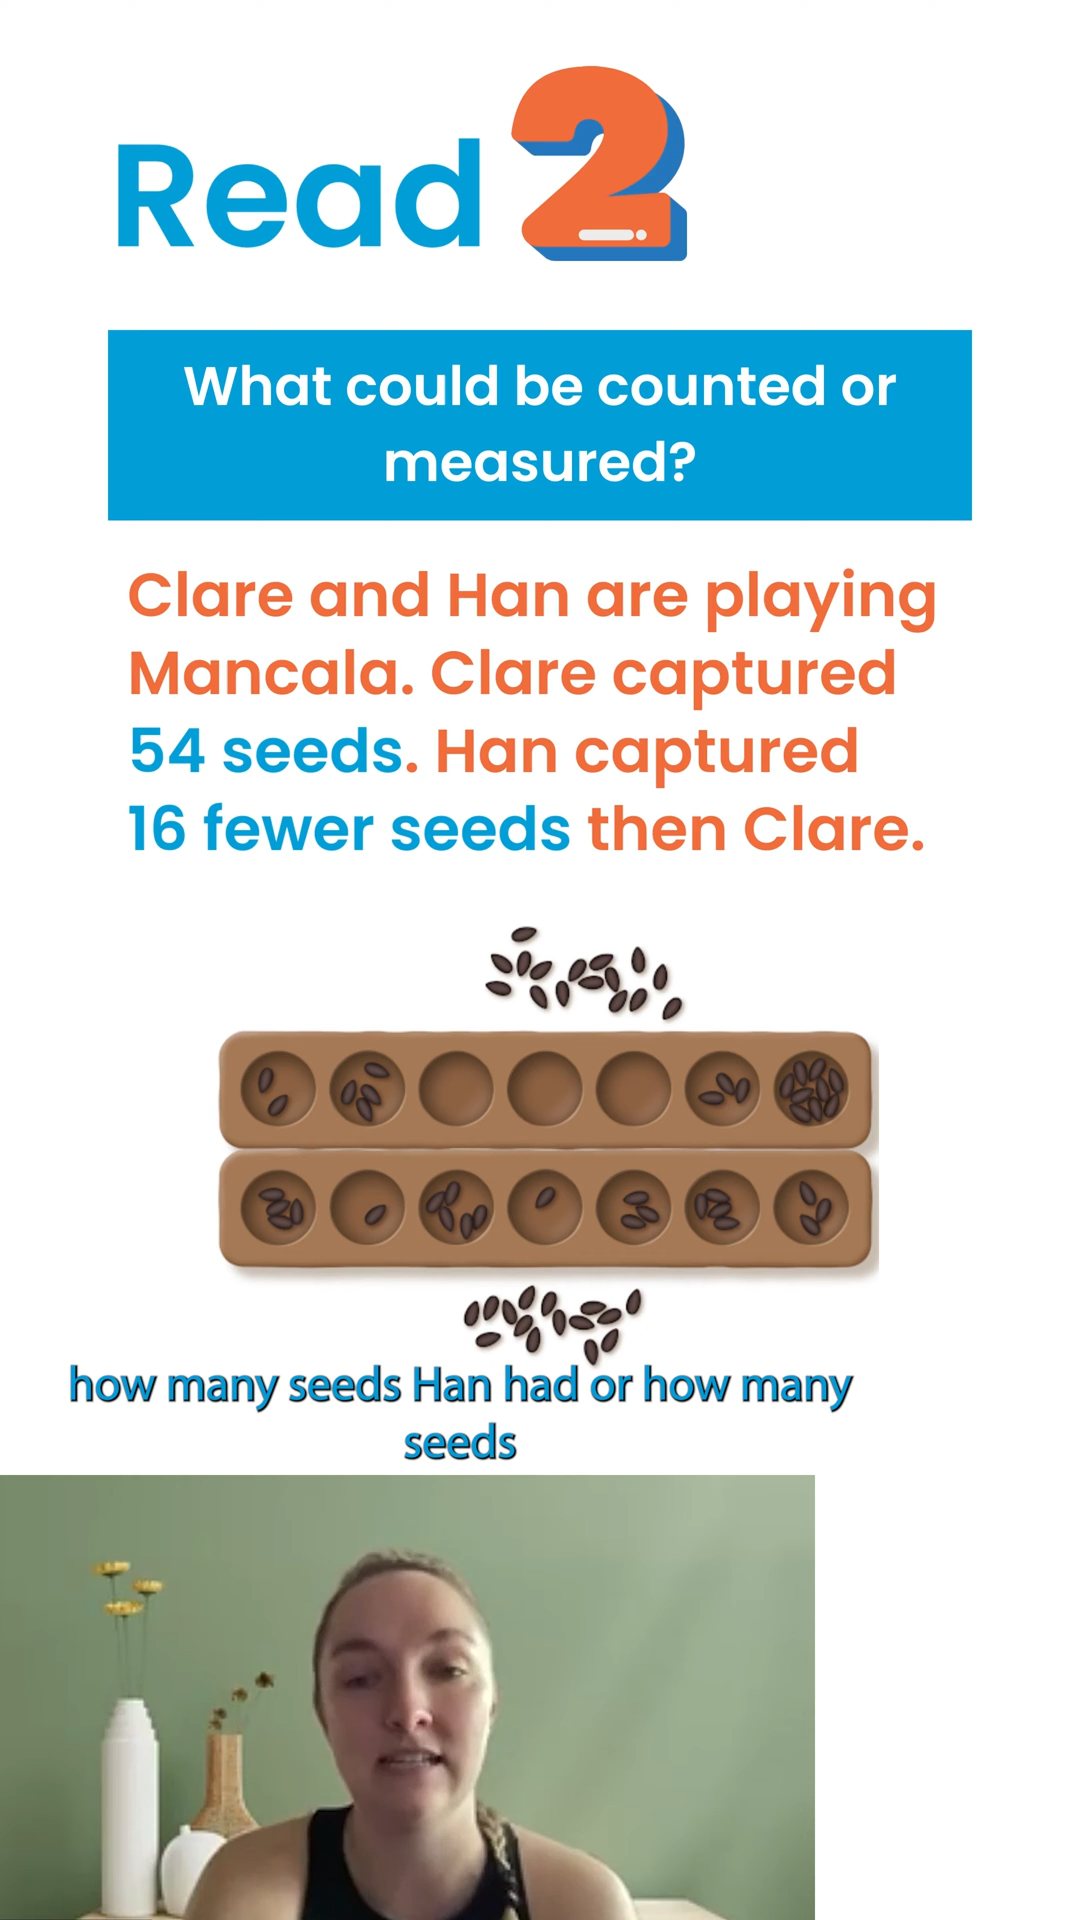 Read 2
What could be counted or
measured?
Clare and Han are playing
Mancala. Clare captured
54 seeds. Han captured
16 fewer seeds then Clare.
how many seeds Han had or how many
seeds